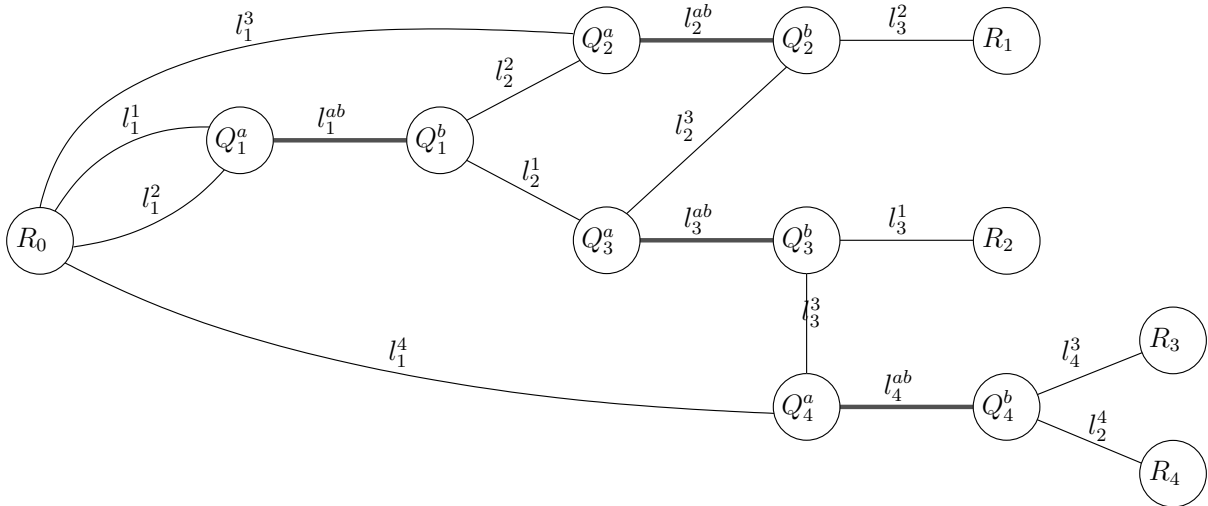 l_1^3
Q_2^a
l_2^{ab}
Q_2^b
l_3^2
R_1
l_2^2
l_1^1
Q_1^a
l_1^{ab}
Q_1^b
l_2^3
l_1^2
l_2^1
R_0
Q_3^a
l_3^{ab}
Q_3^b
l_3^1
R_2
l_3^3
l_1^4
l_4^3
R_3
Q_4^a
l_4^{ab}
Q_4^b
l_2^4
R_4